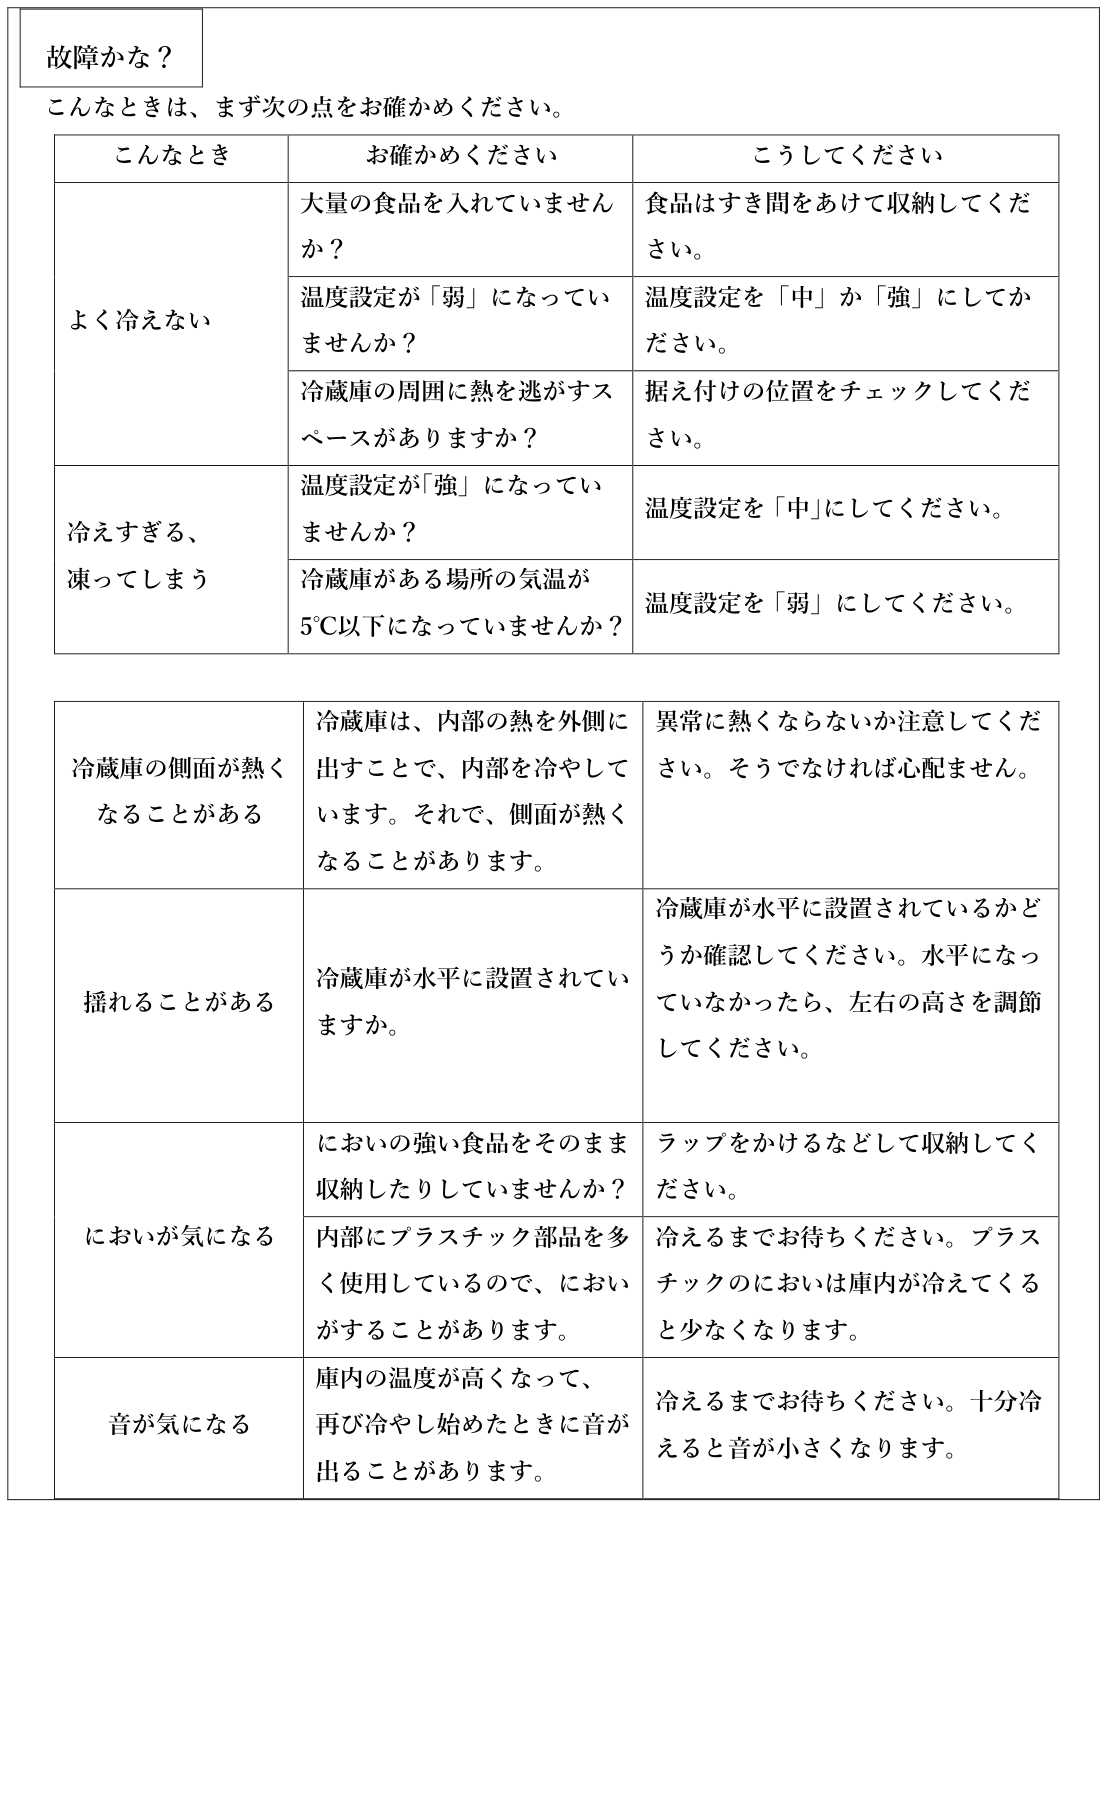 故障かな？
こんなときは、まず次の点をお確かめください。
こんなとき
お確かめください
こうしてください
よく冷えない
大量の食品を入れていません
か？
食品はすき間をあけて収納してくだ
さい。
温度設定が「弱」になってい
ませんか？
温度設定を「中」か「強」にしてか
ださい。
冷蔵庫の周囲に熱を逃がすス
ペースがありますか？
据え付けの位置をチェックしてくだ
さい。
冷えすぎる、
凍ってしまう
温度設定が「強」になってい
ませんか？
温度設定を「中」にしてください。
冷蔵庫がある場所の気温が
5℃以下になっていませんか？
温度設定を「弱」にしてください。
冷蔵庫の側面が熱く
なることがある
冷蔵庫は、内部の熱を外側に
出すことで、内部を冷やして
います。それで、側面が熱く
なることがあります。
異常に熱くならないか注意してくだ
さい。そうでなければ心配ません。
揺れることがある
冷蔵庫が水平に設置されてい
ますか。
冷蔵庫が水平に設置されているかど
うか確認してください。水平になっ
ていなかったら、左右の高さを調節
してください。
においが気になる
においの強い食品をそのまま
収納したりしていませんか？
ラップをかけるなどして収納してく
ださい。
内部にプラスチック部品を多
く使用しているので、におい
がすることがあります。
冷えるまでお待ちください。プラス
チックのにおいは庫内が冷えてくる
と少なくなります。
音が気になる
庫内の温度が高くなって、
再び冷やし始めたときに音が
出ることがあります。
冷えるまでお待ちください。十分冷
えると音が小さくなります。